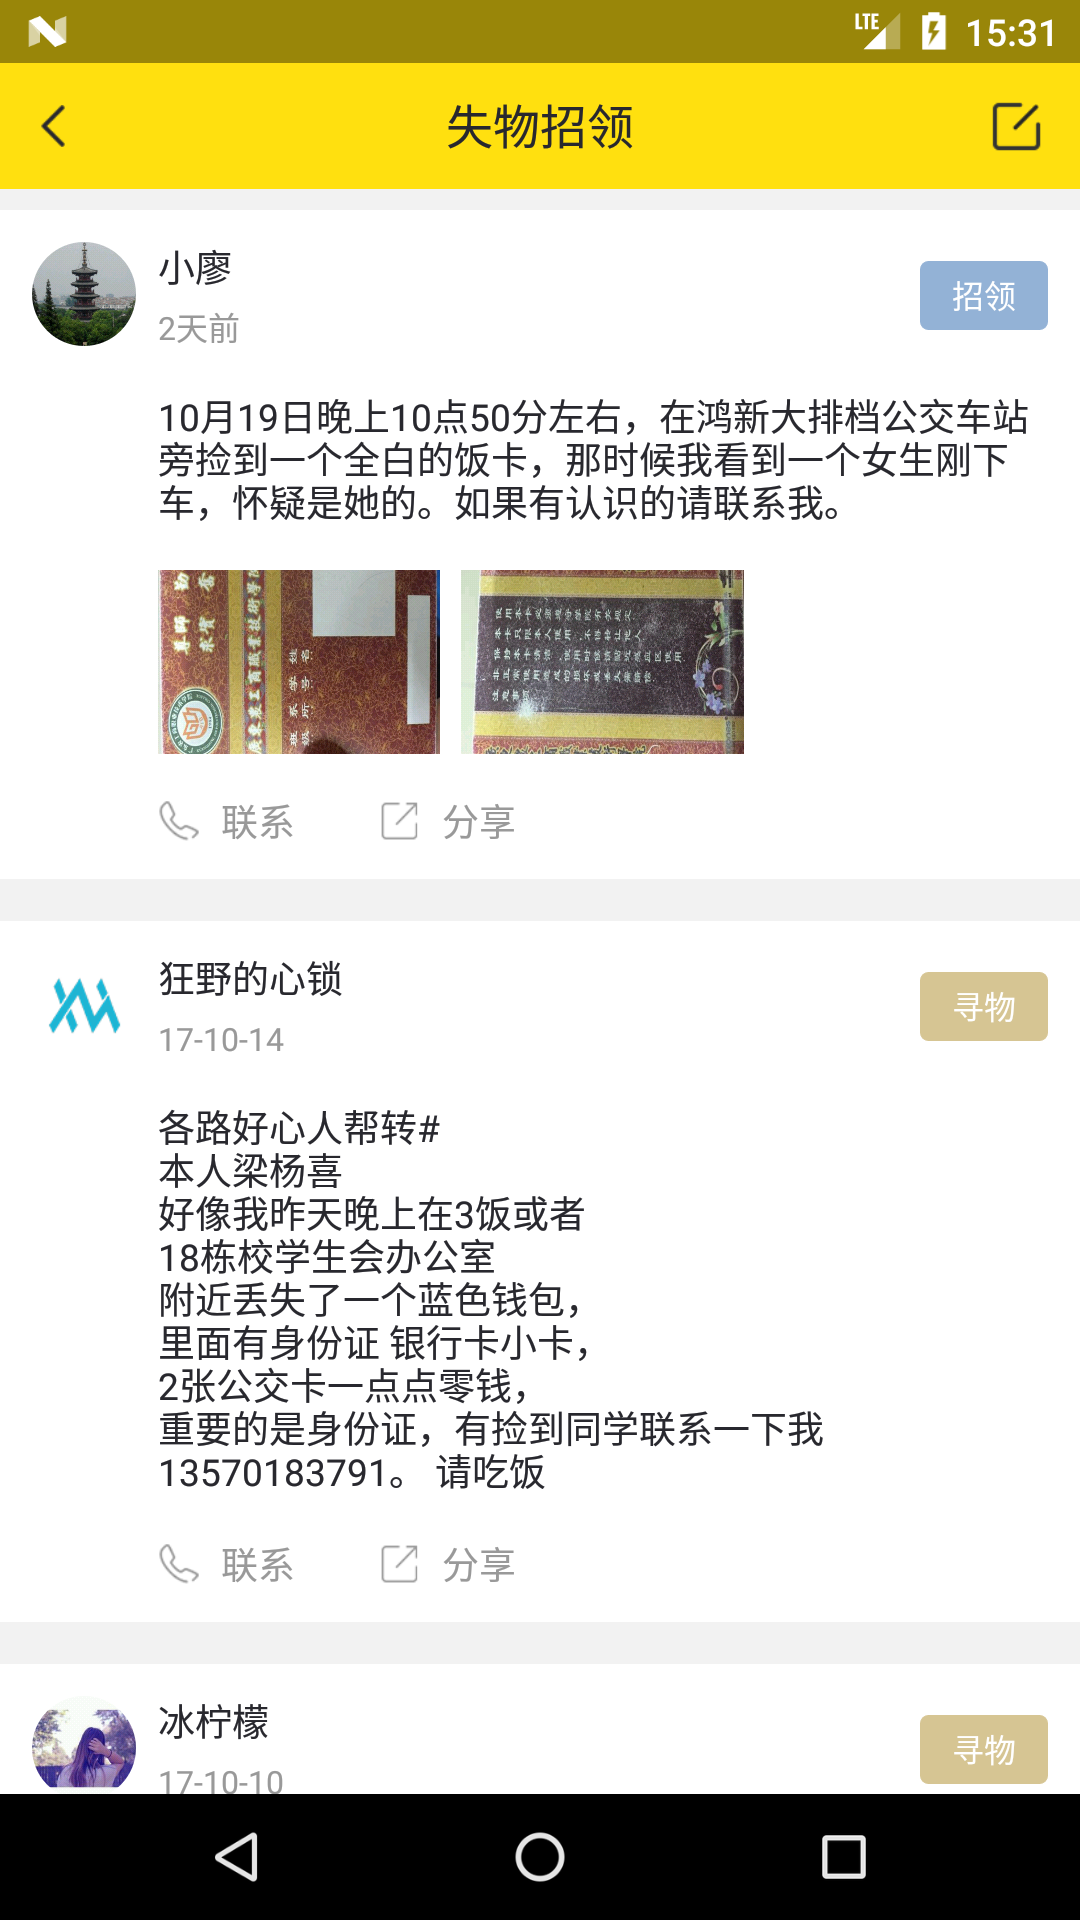 LTE 15:31
失物招领
小廖
招领
2天前
10月19日晚上10点50分左右，在鸿新大排档公交车站
旁捡到一个全白的饭卡，那时候我看到一个女生刚下
车，怀疑是她的。如果有认识的请联系我。
联系 分享
狂野的心锁
寻物
17-10-14
各路好心人帮转#
本人梁杨喜
好像我昨天晚上在3饭或者
18栋校学生会办公室
附近丢失了一个蓝色钱包，
里面有身份证 银行卡小卡，
2张公交卡一点点零钱，
重要的是身份证，有捡到同学联系一下我
13570183791。 请吃饭
联系 分享
冰柠檬
寻物
17-10-10